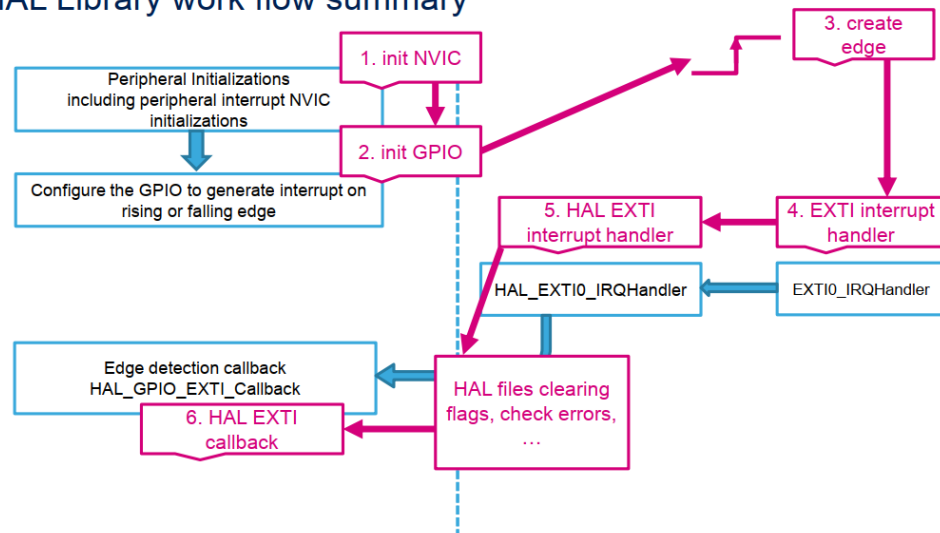 HAL Library work flow summary
3. create
edge
1. init NVIC
Peripheral Initializations
including peripheral interrupt NVIC
initializations
2. init GPIO
Configure the GPIO to generate interrupt on
rising or falling edge
5. HAL EXTI
interrupt handler
4. EXTI interrupt
handler
HAL_EXTI0_IRQHandler
EXTI0_IRQHandler
Edge detection callback
HAL_GPIO_EXTI_Callback
HAL files clearing
flags, check errors,
…
6. HAL EXTI
callback